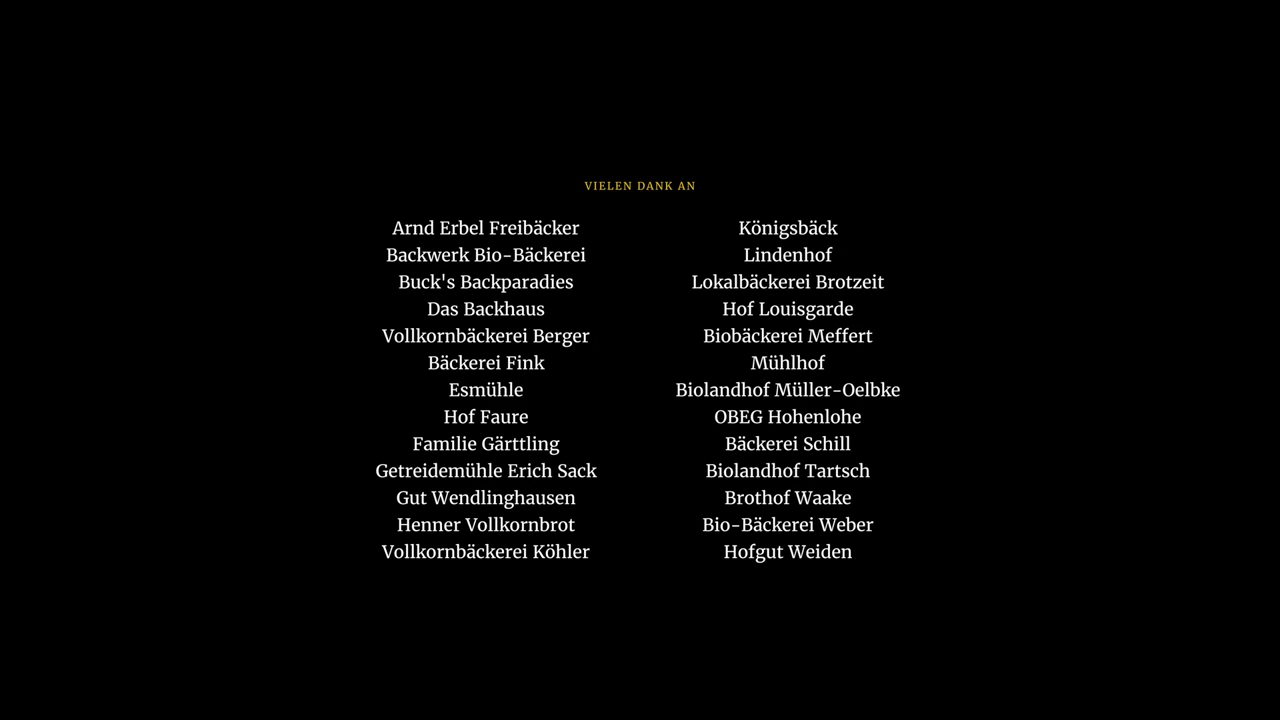 VIELEN DANK AN
Arnd Erbel Freibäcker
Backwerk Bio-Bäckerei
Buck's Backparadies
Das Backhaus
Vollkornbäckerei Berger
Bäckerei Fink
Esmühle
Hof Faure
Familie Gärttling
Getreidemühle Erich Sack
Gut Wendlinghausen
Henner Vollkornbrot
Vollkornbäckerei Köhler
Königsbäck
Lindenhof
Lokalbäckerei Brotzeit
Hof Louisgarde
Biobäckerei Meffert
Mühlhof
Biolandhof Müller-Oelbke
OBEG Hohenlohe
Bäckerei Schill
Biolandhof Tartsch
Brothof Waake
Bio-Bäckerei Weber
Hofgut Weiden